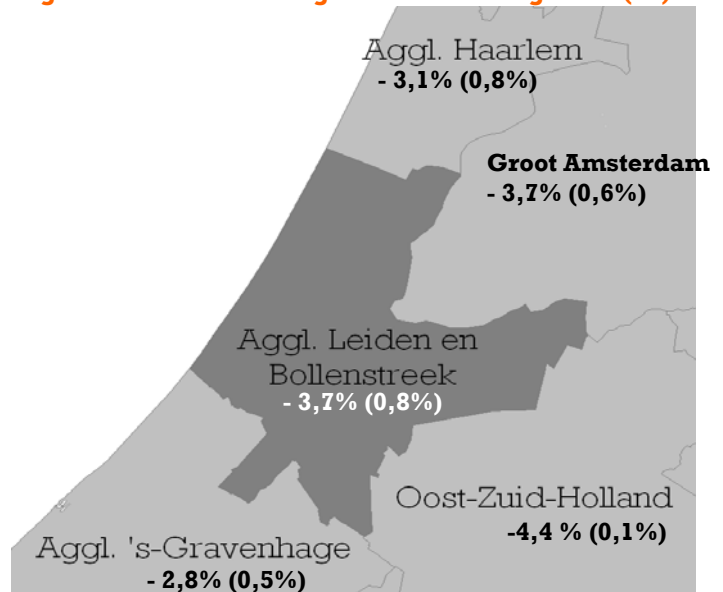 Aggl. Haarlem
- 3,1% (0,8%)
Groot Amsterdam
- 3,7% (0,6%)
Aggl. Leiden en
Bollenstreek
- 3,7% (0,8%)
Oost-Zuid-Holland
-4,4 % (0,1%)
Aggl. 's-Gravenhage
- 2,8% (0,5%)